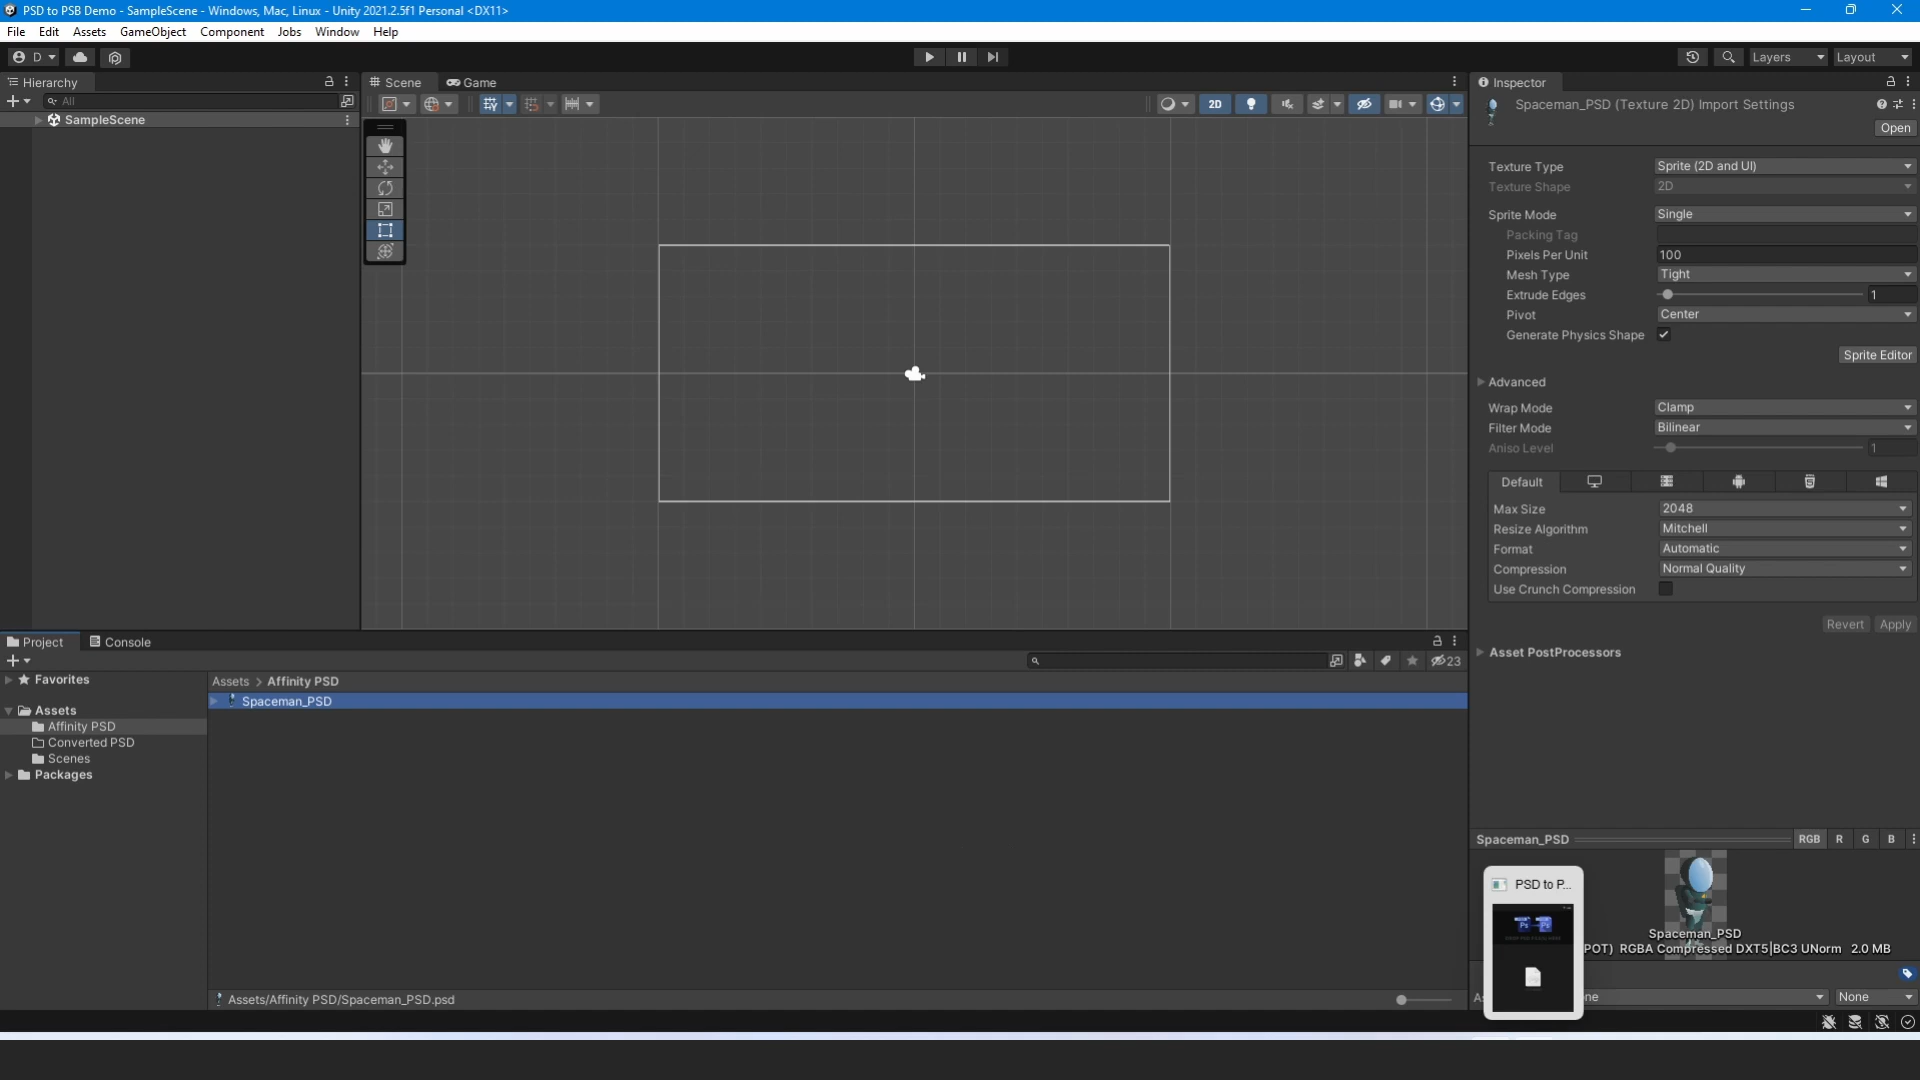 PSD to PSB Demo - SampleScene - Windows, Mac, Linux - Unity 2021.2.5f1 Personal <DX11>
File Edit Assets GameObject Component Jobs Window Help
D Layers Layout
Hierarchy
All
SampleScene
Scene Game
2D
Inspector
Spaceman_PSD (Texture 2D) Import Settings
Open
Texture Type Sprite (2D and UI)
Texture Shape 2D
Sprite Mode Single
Packing Tag
Pixels Per Unit 100
Mesh Type Tight
Extrude Edges 1
Pivot Center
Generate Physics Shape
Sprite Editor
Advanced
Wrap Mode Clamp
Filter Mode Bilinear
Aniso Level 1
Default
Max Size 2048
Resize Algorithm Mitchell
Format Automatic
Compression Normal Quality
Use Crunch Compression
Revert Apply
Asset PostProcessors
Project Console
23
Favorites
Assets
Affinity PSD
Converted PSD
Scenes
Packages
Assets > Affinity PSD
Spaceman_PSD
Assets/Affinity PSD/Spaceman_PSD.psd
Spaceman_PSD RGB R G B
PSD to P...
Ps Ps
Spaceman_PSD
POT) RGBA Compressed DXT5|BC3 UNorm 2.0 MB
ne None